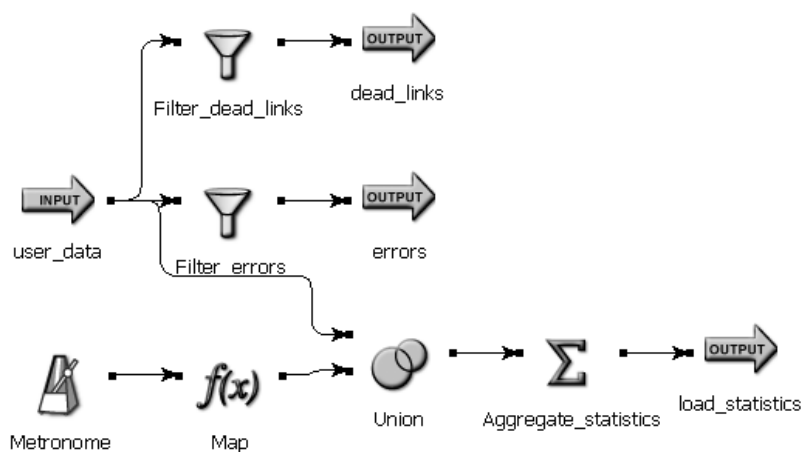 OUTPUT
Filter_dead_links
dead_links
INPUT
OUTPUT
user_data
Filter_errors
errors
f(x)
Σ
OUTPUT
Metronome
Map
Union
Aggregate_statistics
load_statistics